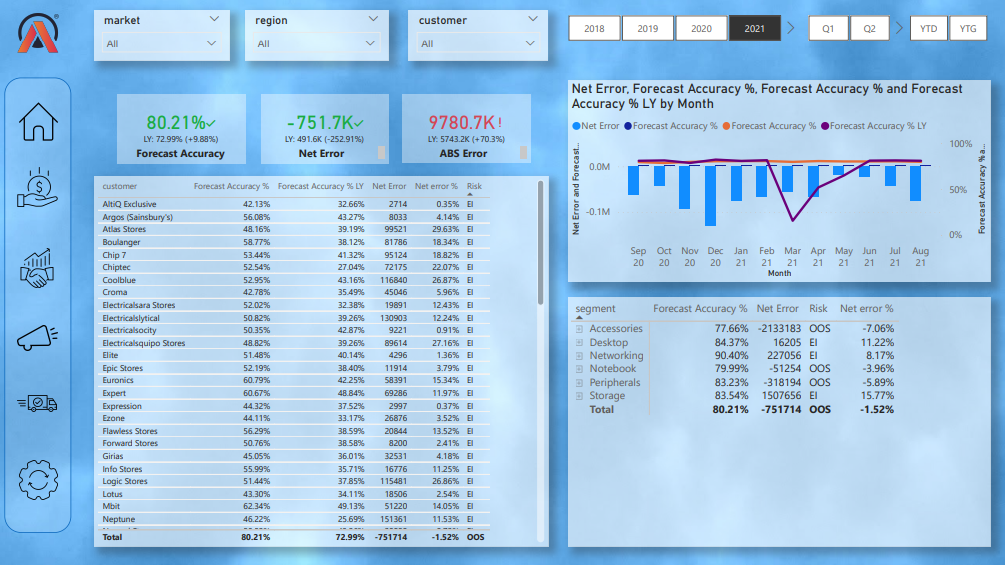 market
region
customer
All
All
All
2018 2019 2020 2021 Q1 Q2 YTD YTG
80.21%
LY: 72.99% (+9.88%)
Forecast Accuracy
-751.7K
LY: 491.6K (-252.91%)
Net Error
9780.7K !
LY: 5743.2K (+70.3%)
ABS Error
Net Error, Forecast Accuracy %, Forecast Accuracy % and Forecast
Accuracy % LY by Month
Net Error Forecast Accuracy % Forecast Accuracy % Forecast Accuracy % LY
Net Error and Forecast...
0.0M
-0.1M
100%
50%
0%
Forecast Accuracy % a...
Sep 20 Oct 20 Nov 20 Dec 20 Jan 21 Feb 21 Mar 21 Apr 21 May 21 Jun 21 Jul 21 Aug 21
Month
customer Forecast Accuracy % Forecast Accuracy % LY Net Error Net error % Risk
AltiQ Exclusive 42.13% 32.66% 2714 0.35% EI
Argos (Sainsbury's) 56.08% 43.27% 8033 4.14% EI
Atlas Stores 48.16% 39.19% 99521 29.63% EI
Boulanger 58.77% 38.12% 81786 18.34% EI
Chip 7 53.44% 41.32% 95124 18.82% EI
Chiptec 52.54% 27.04% 72175 22.07% EI
Coolblue 52.95% 43.16% 116840 26.87% EI
Croma 42.78% 35.49% 45046 5.96% EI
Electricalsara Stores 52.02% 32.38% 19891 12.43% EI
Electricalslytical 50.82% 39.26% 130903 12.24% EI
Electricalsocity 50.35% 42.87% 9221 0.91% EI
Electricalsquipo Stores 48.82% 39.26% 89614 27.16% EI
Elite 51.48% 40.14% 4296 1.36% EI
Epic Stores 52.19% 38.40% 11914 3.79% EI
Euronics 60.79% 42.25% 58391 15.34% EI
Expert 60.67% 48.84% 69286 11.97% EI
Expression 44.32% 37.52% 2997 0.37% EI
Ezone 44.11% 33.17% 26876 3.52% EI
Flawless Stores 56.29% 38.59% 20844 13.52% EI
Forward Stores 50.76% 38.58% 8200 2.41% EI
Girias 45.05% 36.01% 32531 4.18% EI
Info Stores 55.99% 35.71% 16776 11.25% EI
Logic Stores 51.44% 37.85% 115481 26.86% EI
Lotus 43.30% 34.11% 18506 2.54% EI
Mbit 62.34% 49.13% 51220 14.05% EI
Neptune 46.22% 25.69% 151361 11.53% EI
Total 80.21% 72.99% -751714 -1.52% OOS
segment Forecast Accuracy % Net Error Risk Net error %
Accessories 77.66% -2133183 OOS -7.06%
Desktop 84.37% 16205 EI 11.22%
Networking 90.40% 227056 EI 8.17%
Notebook 79.99% -51254 OOS -3.96%
Peripherals 83.23% -318194 OOS -5.89%
Storage 83.54% 1507656 EI 15.77%
Total 80.21% -751714 OOS -1.52%